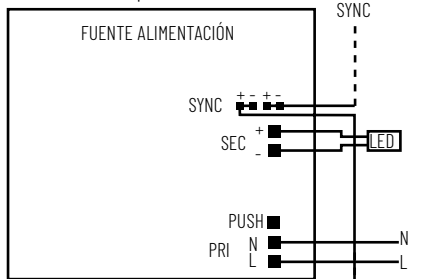 SYNC
FUENTE ALIMENTACIÓN
+ - + -
SYNC
+
SEC
LED
-
PUSH
N
N
PRI
L
L